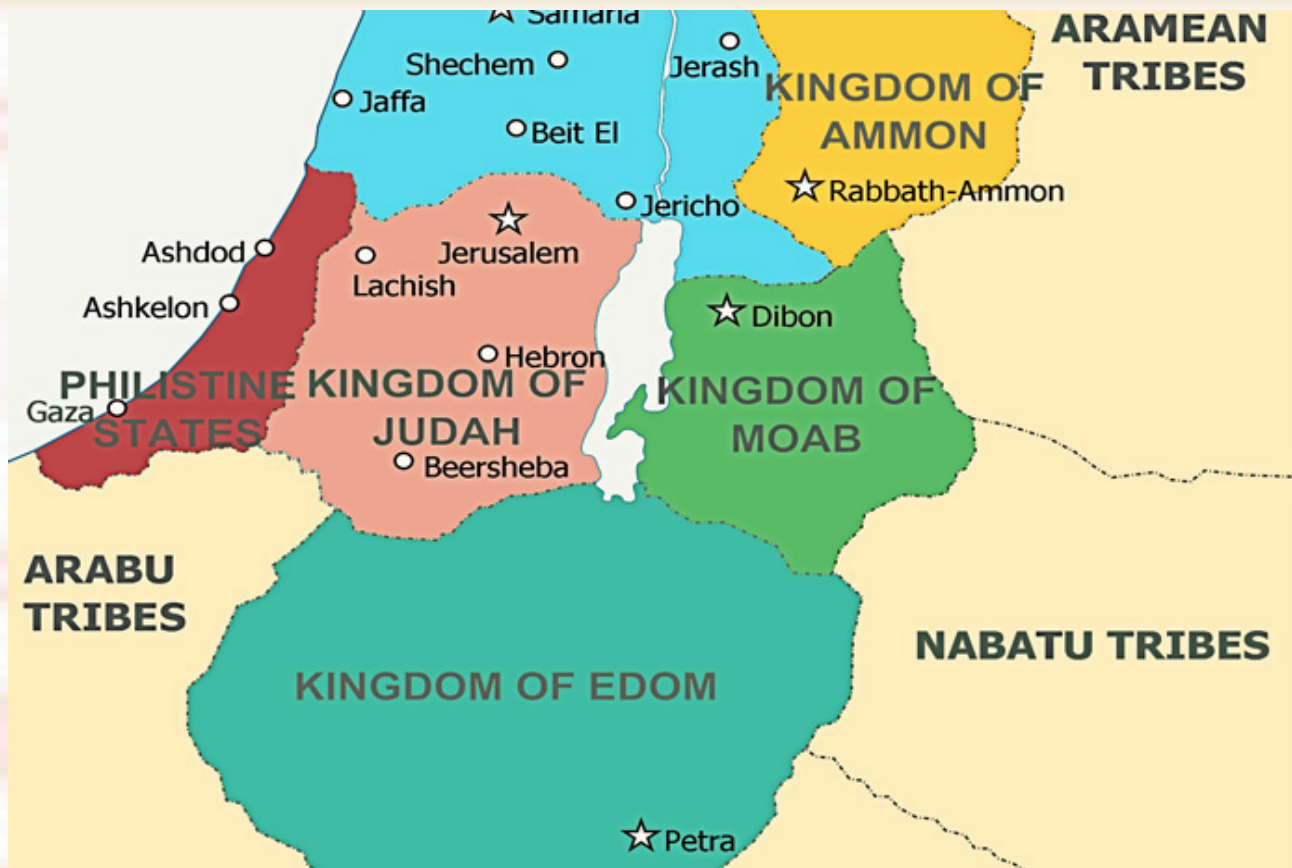 Samaria
ARAMEAN
TRIBES
Shechem
Jerash
KINGDOM OF
AMMON
Jaffa
Beit El
Rabbath-Ammon
Jericho
Ashdod
Jerusalem
Lachish
Ashkelon
Dibon
Hebron
PHILISTINE
STATES
KINGDOM OF
JUDAH
KINGDOM OF
MOAB
Gaza
Beersheba
ARABU
TRIBES
NABATU TRIBES
KINGDOM OF EDOM
Petra